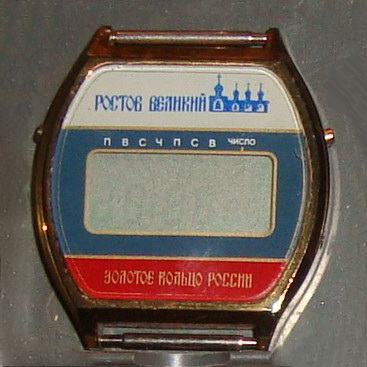 РОСТОВ ВЕЛИКИЙ
П В С Ч П С В ЧИСЛО
ЗОЛОТОЕ КОЛЬЦО РОССИИ